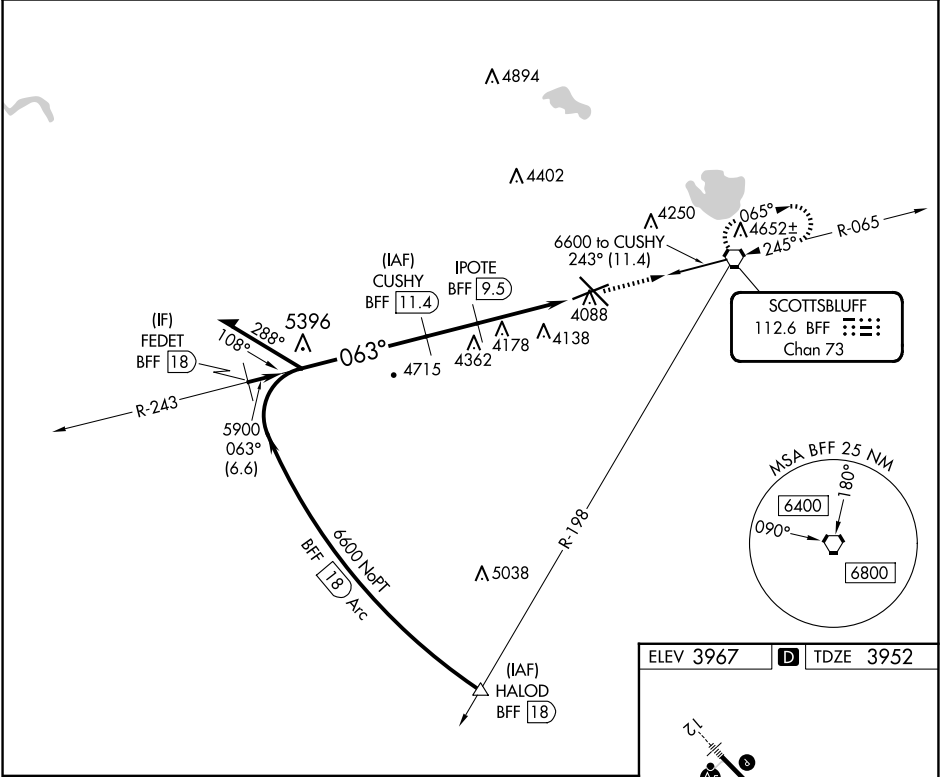 4894
4402
4250
065°
4652±
245°
R-065
6600 to CUSHY
243° (11.4)
(IAF)
CUSHY
BFF 11.4
IPOTE
BFF 9.5
4088
SCOTTSBLUFF
112.6 BFF
Chan 73
(IF)
FEDET
BFF 18
288°
108°
5396
063°
4715
4362
4178
4138
R-243
5900
063°
(6.6)
MSA BFF 25 NM
180°
6400
090°
6800
R-198
6600 NoPT
BFF 18 Arc
5038
(IAF)
HALOD
BFF 18
ELEV 3967 D TDZE 3952
12
P